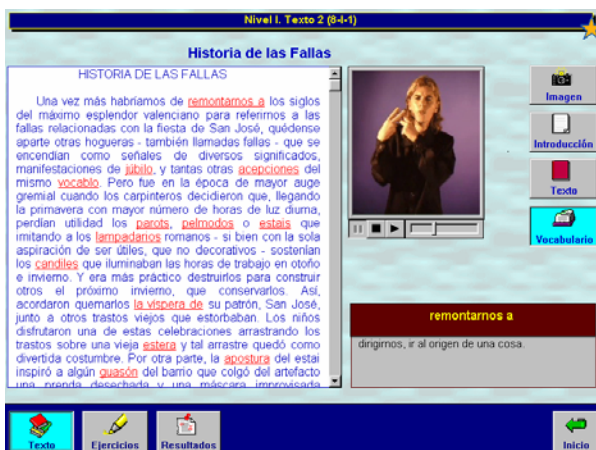 Nivel I. Texto 2 (8-I-1)
Historia de las Fallas
HISTORIA DE LAS FALLAS
Una vez más habríamos de remontarnos a los siglos
del máximo esplendor valenciano para referirnos a las
fallas relacionadas con la fiesta de San José, quédense
aparte otras hogueras - también llamadas fallas - que se
encendían como señales de diversos significados,
manifestaciones de júbilo, y tantas otras acepciones del
mismo vocablo. Pero fue en la época de mayor auge
gremial cuando los carpinteros decidieron que, llegando
la primavera con mayor número de horas de luz diurna,
perdían utilidad los parots, pelmodos o estais que
imitando a los lampadarios romanos - si bien con la sola
aspiración de ser útiles, que no decorativos - sostenían
los candiles que iluminaban las horas de trabajo en otoño
e invierno. Y era más práctico destruirlos para construir
otros el próximo invierno, que conservarlos. Así,
acordaron quemarlos la víspera de su patrón, San José,
junto a otros trastos viejos que estorbaban. Los niños
disfrutaron una de estas celebraciones arrastrando los
trastos sobre una vieja estera y tal arrastre quedó como
divertida costumbre. Por otra parte, la apostura del estai
inspiró a algún guasón del barrio que colgó del artefacto
una prenda desechada y una máscara improvisada
Imagen
Introducción
Texto
Vocabulario
remontarnos a
dirigirnos, ir al origen de una cosa.
Texto
Ejercicios
Resultados
Inicio